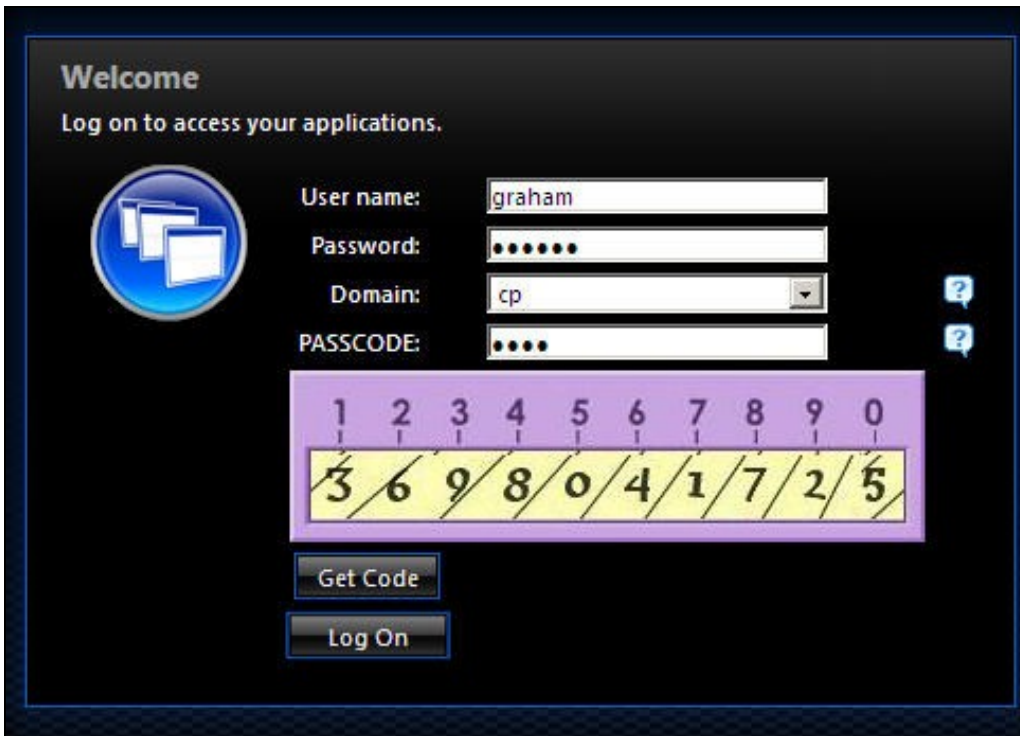 Welcome
Log on to access your applications.
User name: graham
Password: ••••••
Domain: cp
PASSCODE: ••••
1 2 3 4 5 6 7 8 9 0
3 6 9 8 0 4 1 7 2 5
Get Code
Log On